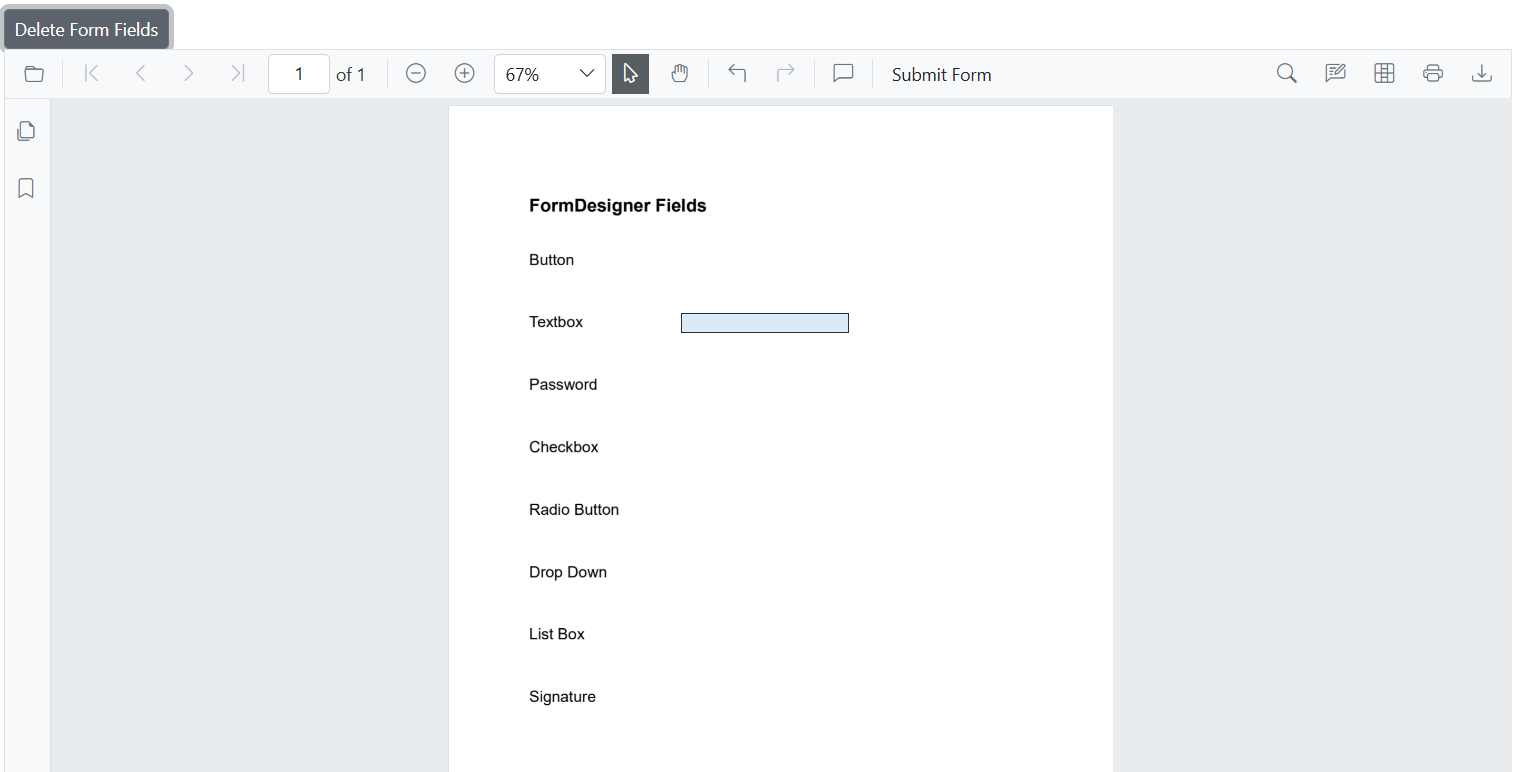 Delete Form Fields
1 of 1 67% Submit Form
FormDesigner Fields
Button
Textbox
Password
Checkbox
Radio Button
Drop Down
List Box
Signature